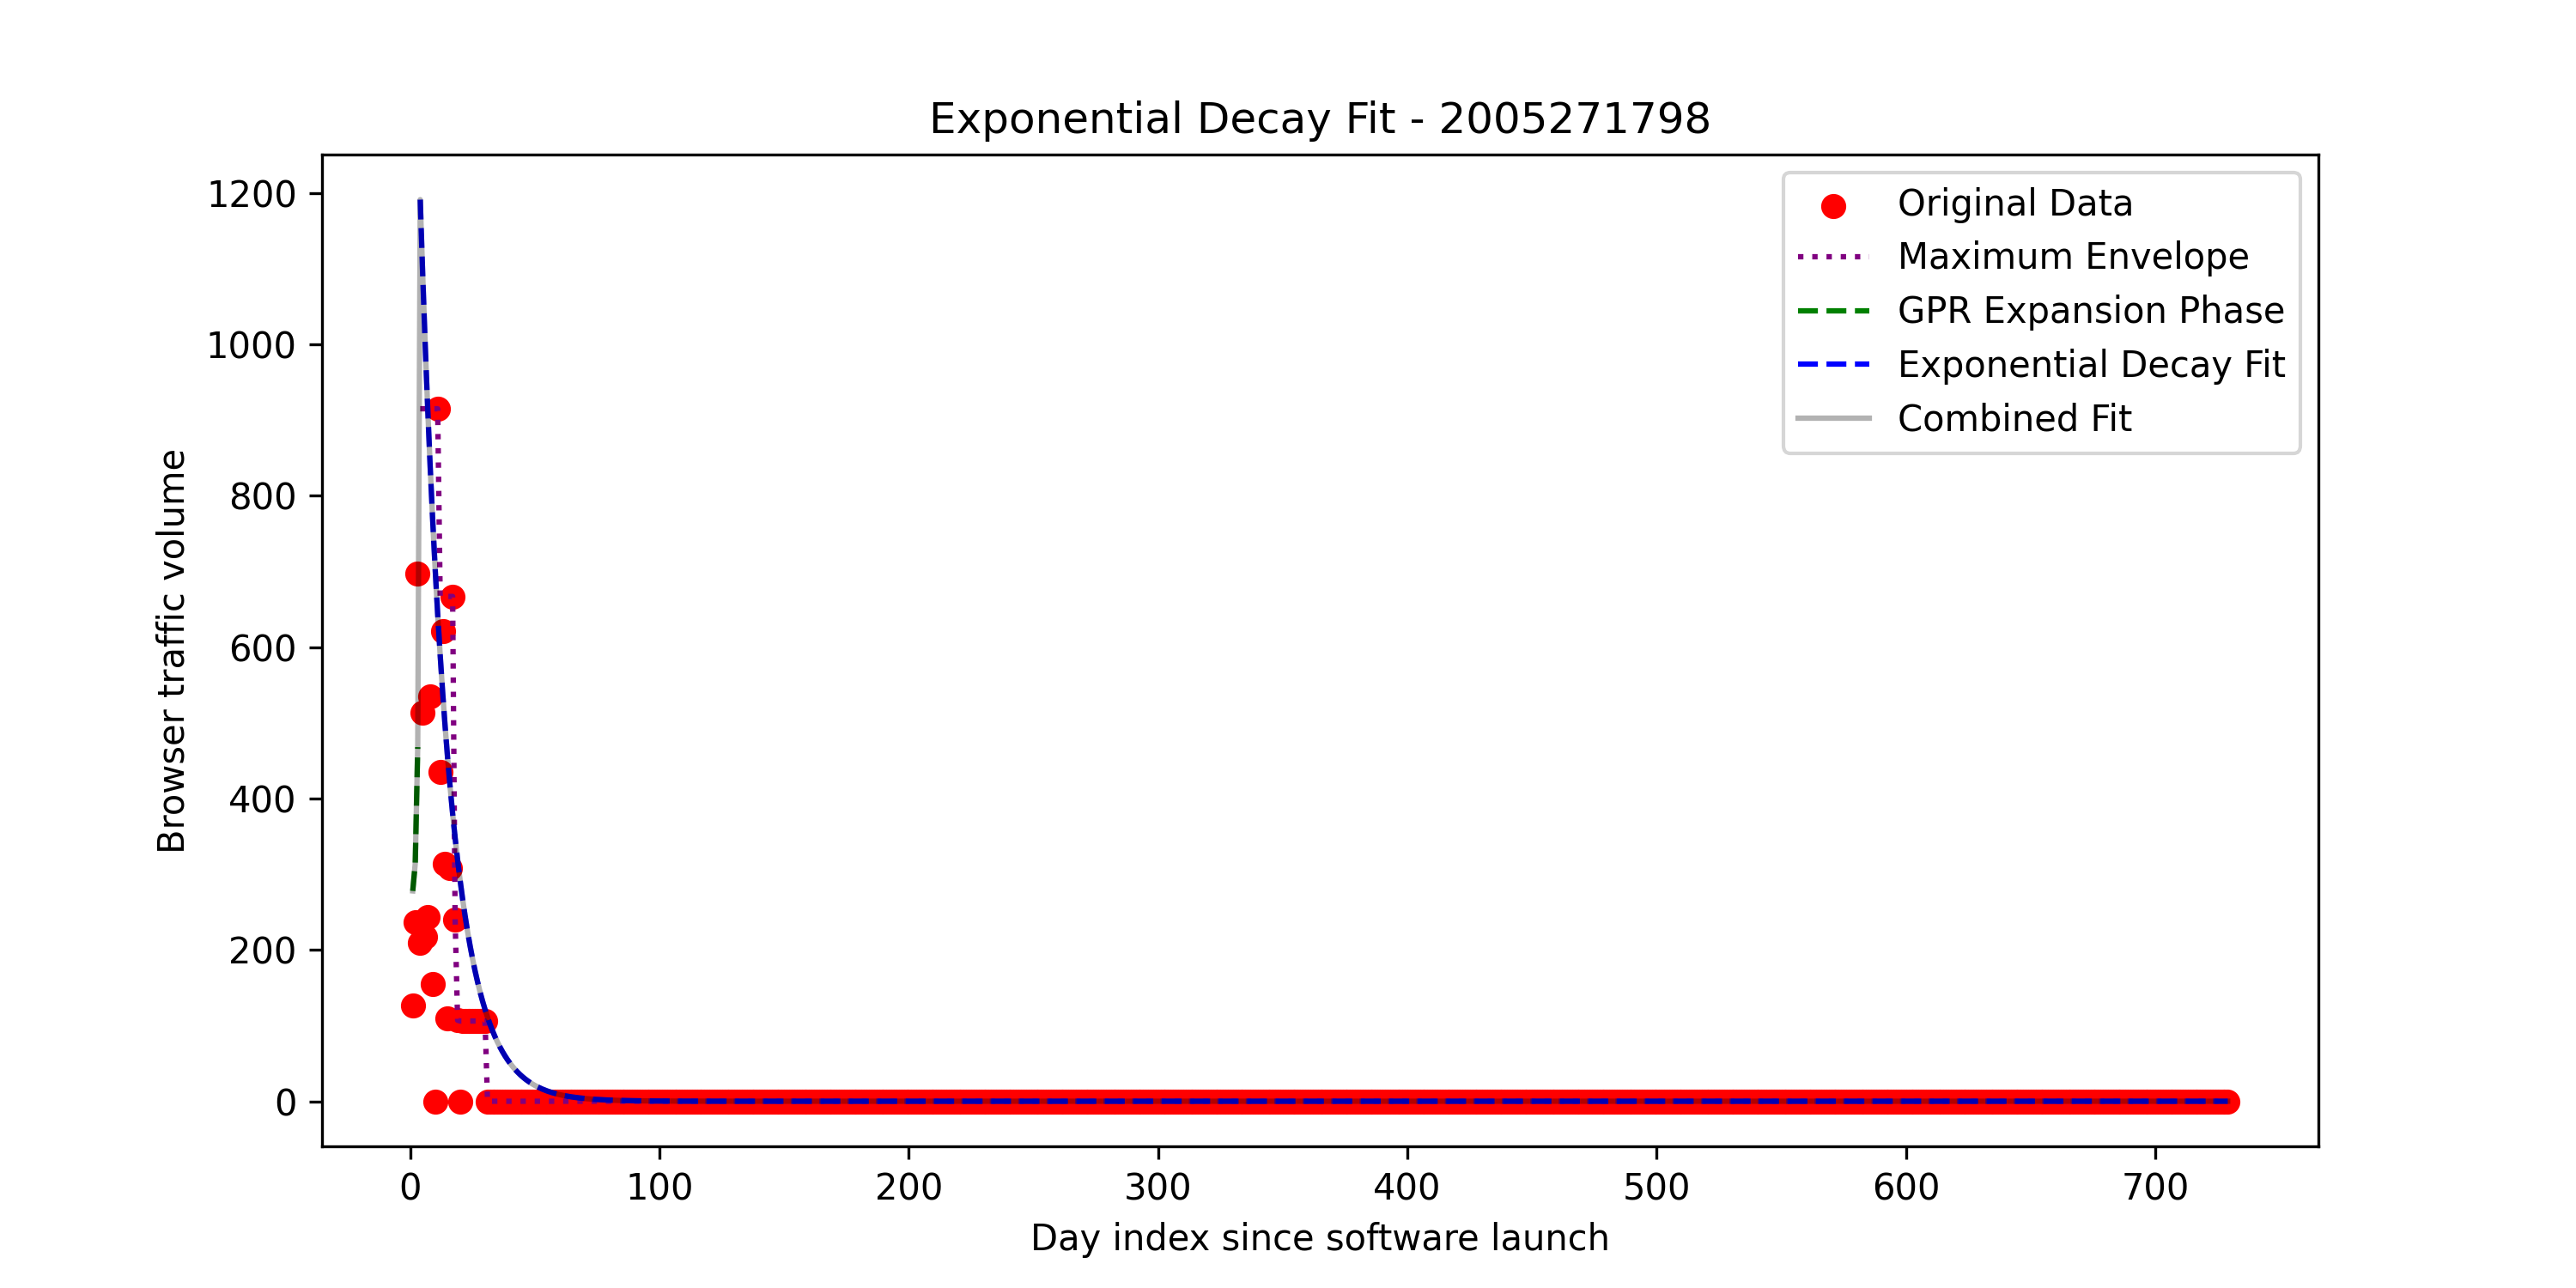 Exponential Decay Fit - 2005271798
Browser traffic volume
1200
1000
800
600
400
200
0
Original Data
Maximum Envelope
GPR Expansion Phase
Exponential Decay Fit
Combined Fit
0 100 200 300 400 500 600 700
Day index since software launch